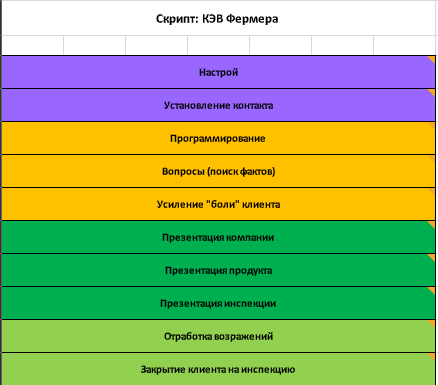 Скрипт: КЭВ Фермера
Настрой
Установление контакта
Программирование
Вопросы (поиск фактов)
Усиление "боли" клиента
Презентация компании
Презентация продукта
Презентация инспекции
Отработка возражений
Закрытие клиента на инспекцию